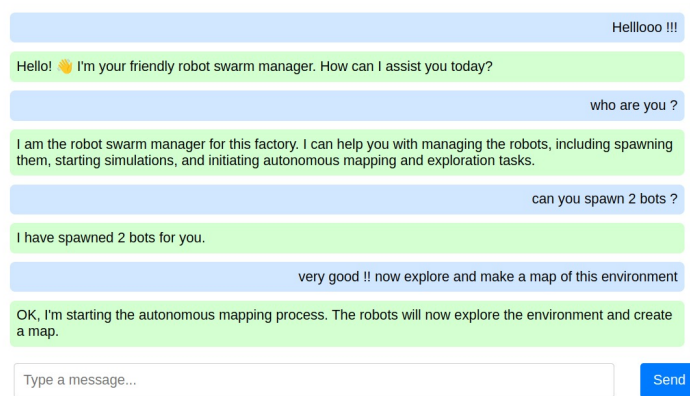 Helllooo !!!
Hello! 👋 I'm your friendly robot swarm manager. How can I assist you today?
who are you ?
I am the robot swarm manager for this factory. I can help you with managing the robots, including spawning
them, starting simulations, and initiating autonomous mapping and exploration tasks.
can you spawn 2 bots ?
I have spawned 2 bots for you.
very good !! now explore and make a map of this environment
OK, I'm starting the autonomous mapping process. The robots will now explore the environment and create
a map.
Type a message...
Send